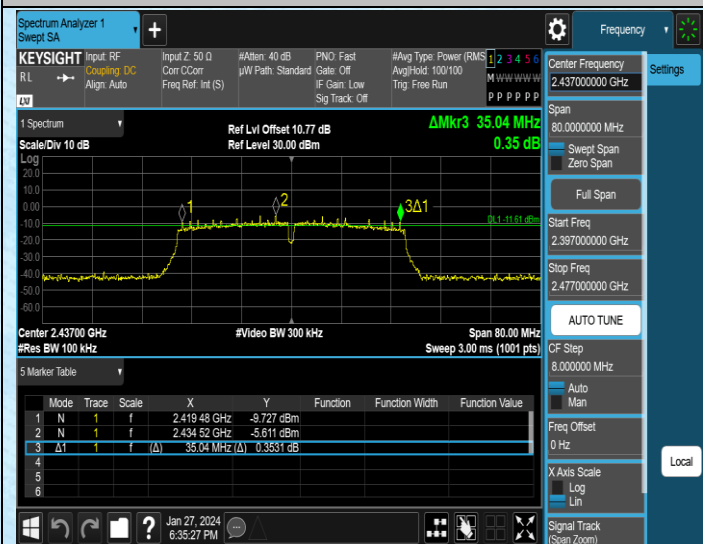 Spectrum Analyzer 1
Swept SA
+
Frequency
KEYSIGHT Input: RF Input Z: 50 Ω #Atten: 40 dB PNO: Fast #Avg Type: Power (RMS 1 2 3 4 5 6
RL Coupling: DC Corr CCorr µW Path: Standard Gate: Off Avg|Hold: 100/100 M W W W W W
Align: Auto Freq Ref: Int (S) IF Gain: Low Trig: Free Run
LXI Sig Track: Off P P P P P P
1 Spectrum
Ref Lvl Offset 10.77 dB
ΔMkr3 35.04 MHz
Scale/Div 10 dB Ref Level 30.00 dBm 0.35 dB
Log
20.0
10.0
0.00
-10.0
-20.0
-30.0
-40.0
-50.0
-60.0
1
2
3Δ1
DL1 -11.61 dBm
Center 2.43700 GHz #Video BW 300 kHz Span 80.00 MHz
#Res BW 100 kHz Sweep 3.00 ms (1001 pts)
5 Marker Table
Mode Trace Scale X Y Function Function Width Function Value
1 N 1 f 2.419 48 GHz -9.727 dBm
2 N 1 f 2.434 52 GHz -5.611 dBm
3 Δ1 1 f (Δ) 35.04 MHz (Δ) 0.3531 dB
4
5
6
Jan 27, 2024
6:35:27 PM
?
Center Frequency
2.437000000 GHz
Settings
Span
80.0000000 MHz
Swept Span
Zero Span
Full Span
Start Freq
2.397000000 GHz
Stop Freq
2.477000000 GHz
AUTO TUNE
CF Step
8.000000 MHz
Auto
Man
Freq Offset
0 Hz
Local
X Axis Scale
Log
Lin
Signal Track
(Span Zoom)